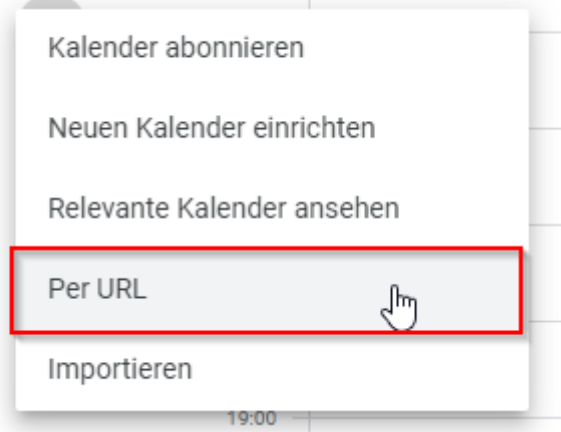 Kalender abonnieren
Neuen Kalender einrichten
Relevante Kalender ansehen
Per URL
Importieren
19:00